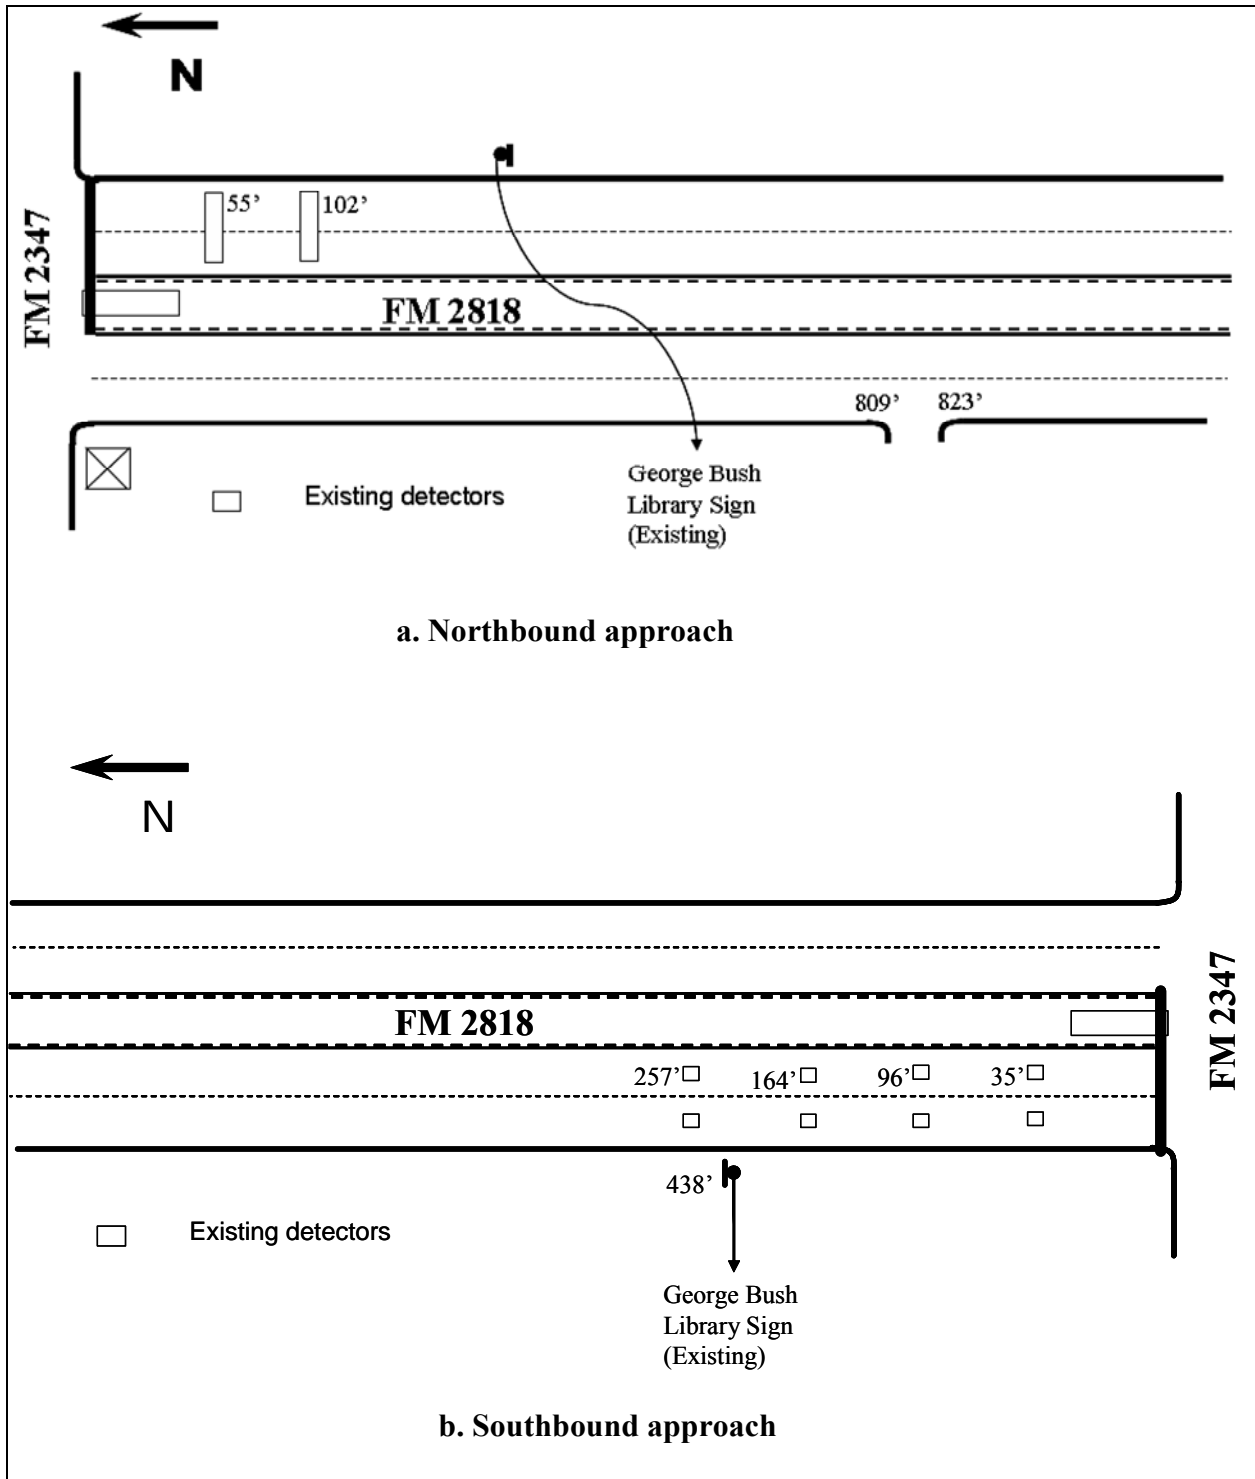 N
55’
102’
FM 2347
FM 2818
809’
823’
Existing detectors
George Bush
Library Sign
(Existing)
a. Northbound approach
N
FM 2818
FM 2347
257’
164’
96’
35’
438’
Existing detectors
George Bush
Library Sign
(Existing)
b. Southbound approach